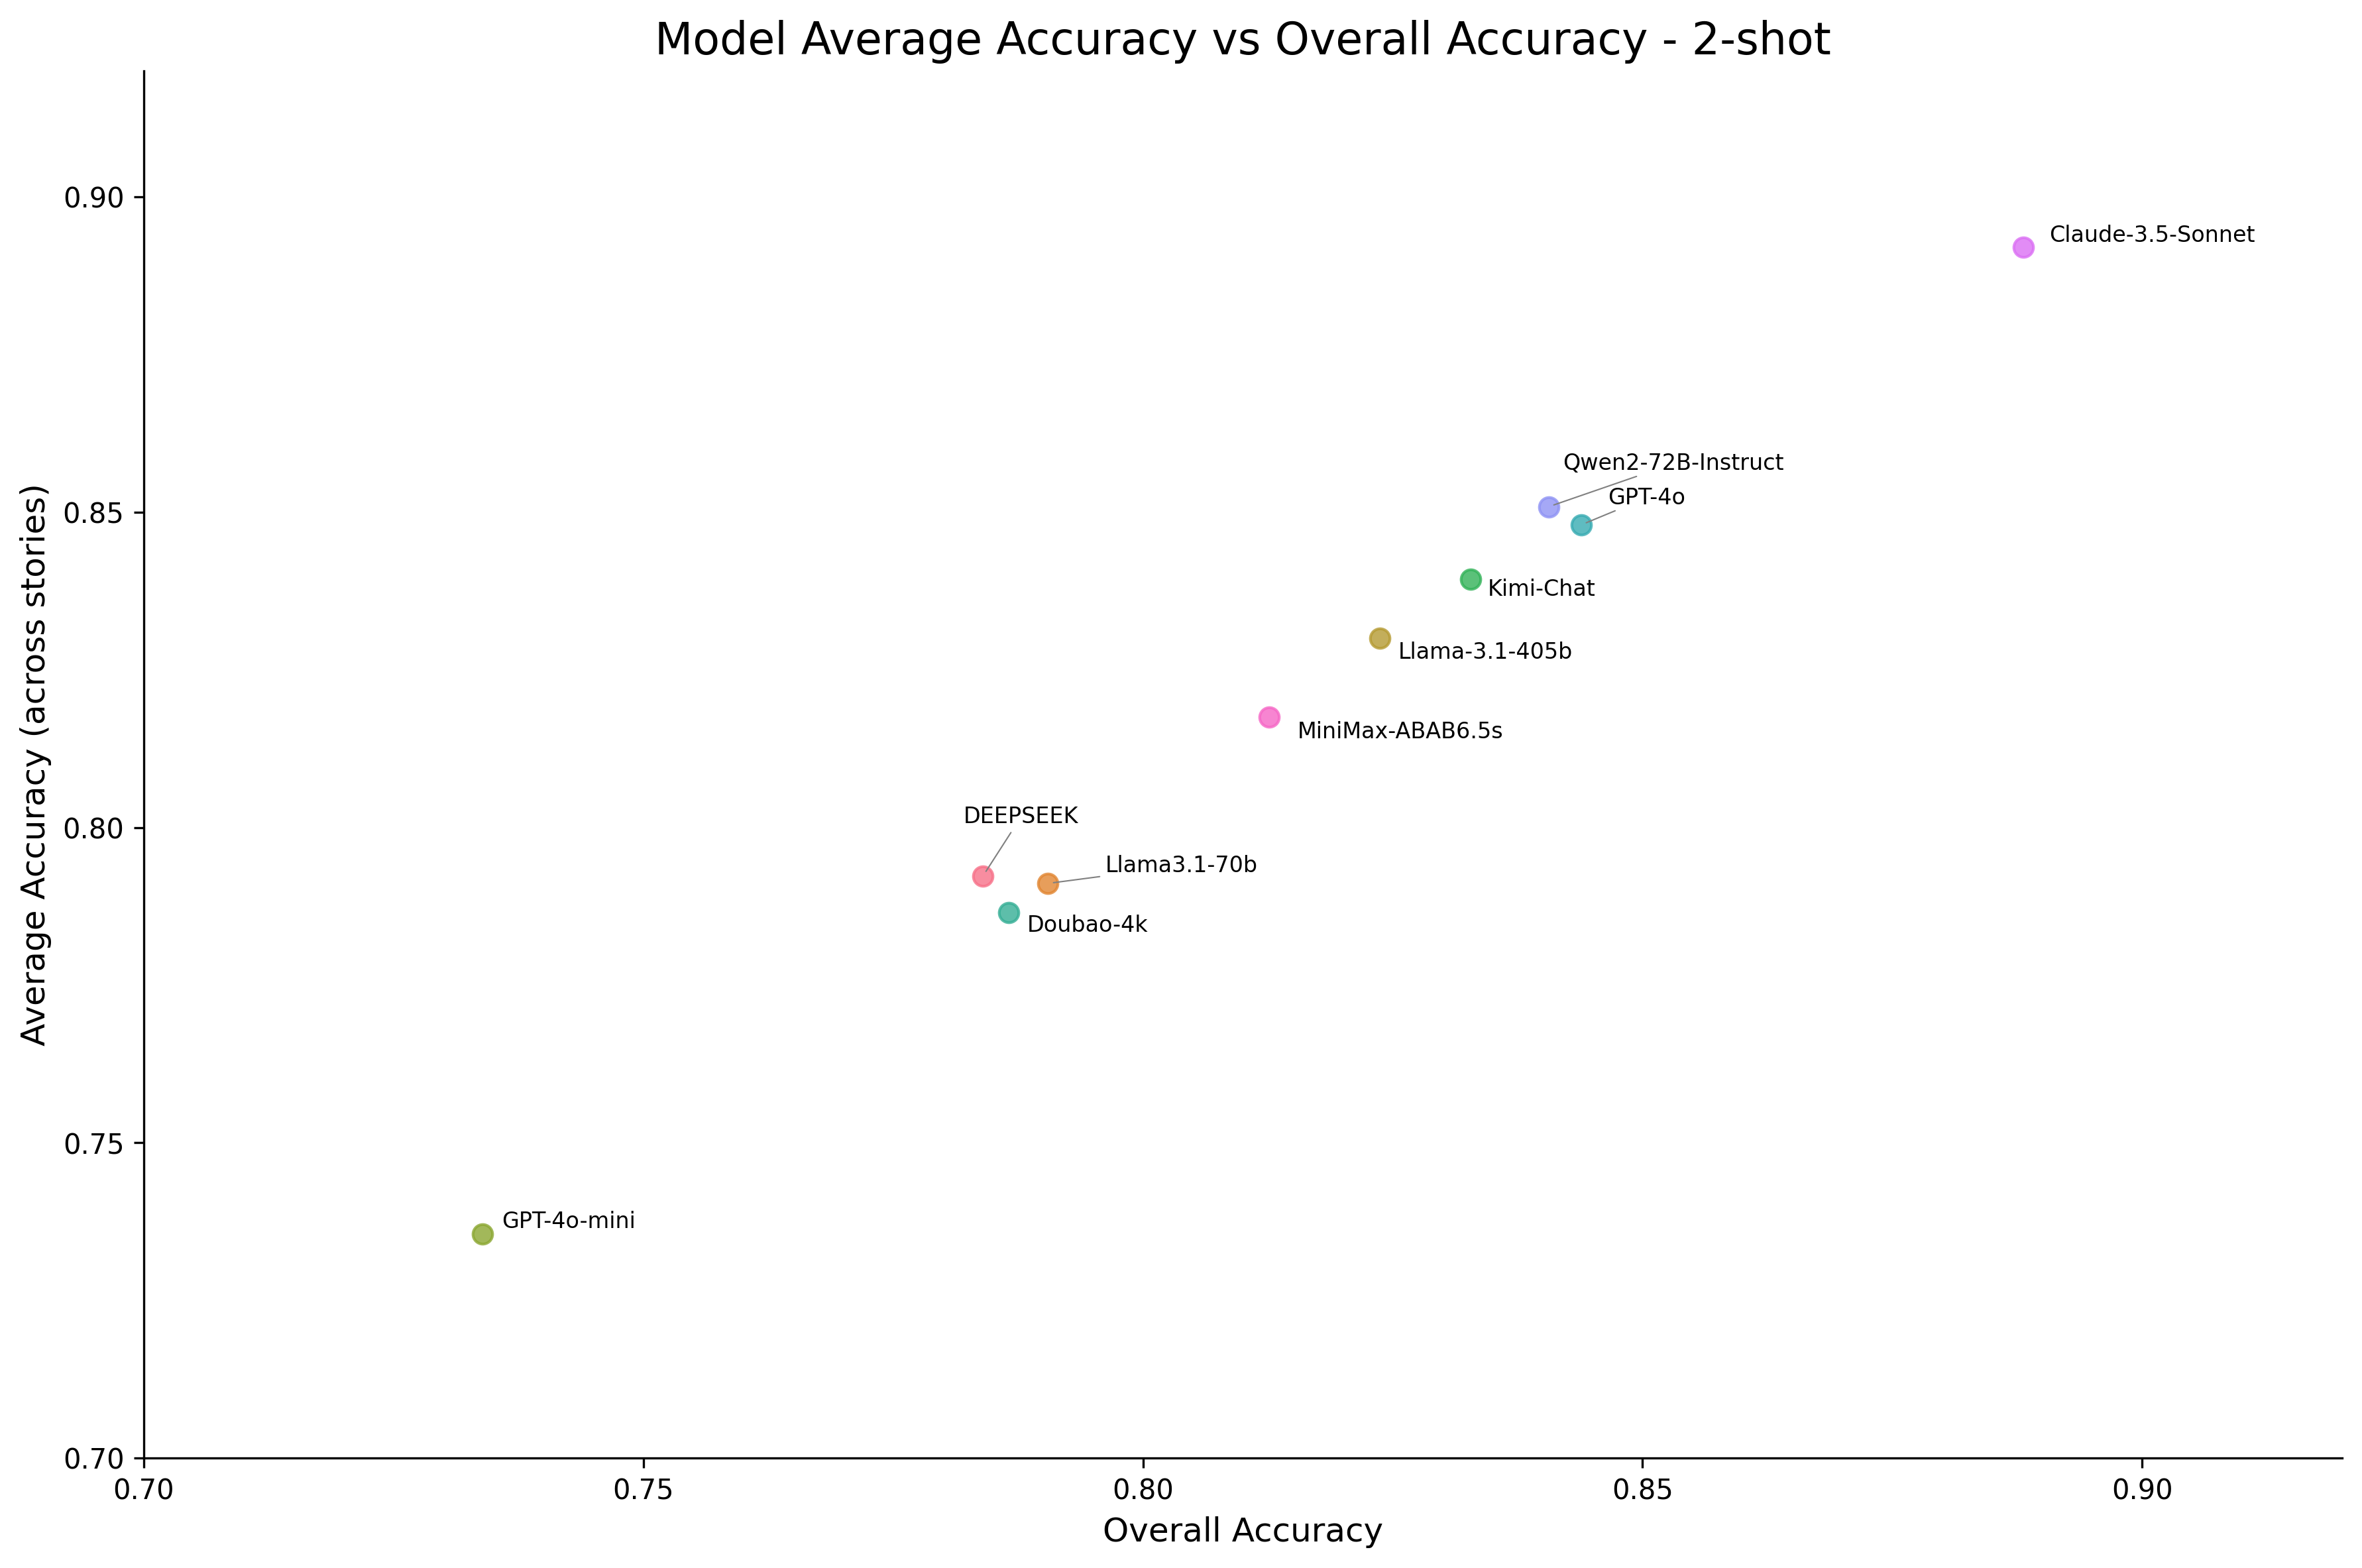 Model Average Accuracy vs Overall Accuracy - 2-shot
Average Accuracy (across stories)
0.90
0.85
0.80
0.75
0.70
Claude-3.5-Sonnet
Qwen2-72B-Instruct
GPT-4o
Kimi-Chat
Llama-3.1-405b
MiniMax-ABAB6.5s
DEEPSEEK
Llama3.1-70b
Doubao-4k
GPT-4o-mini
0.70 0.75 0.80 0.85 0.90
Overall Accuracy